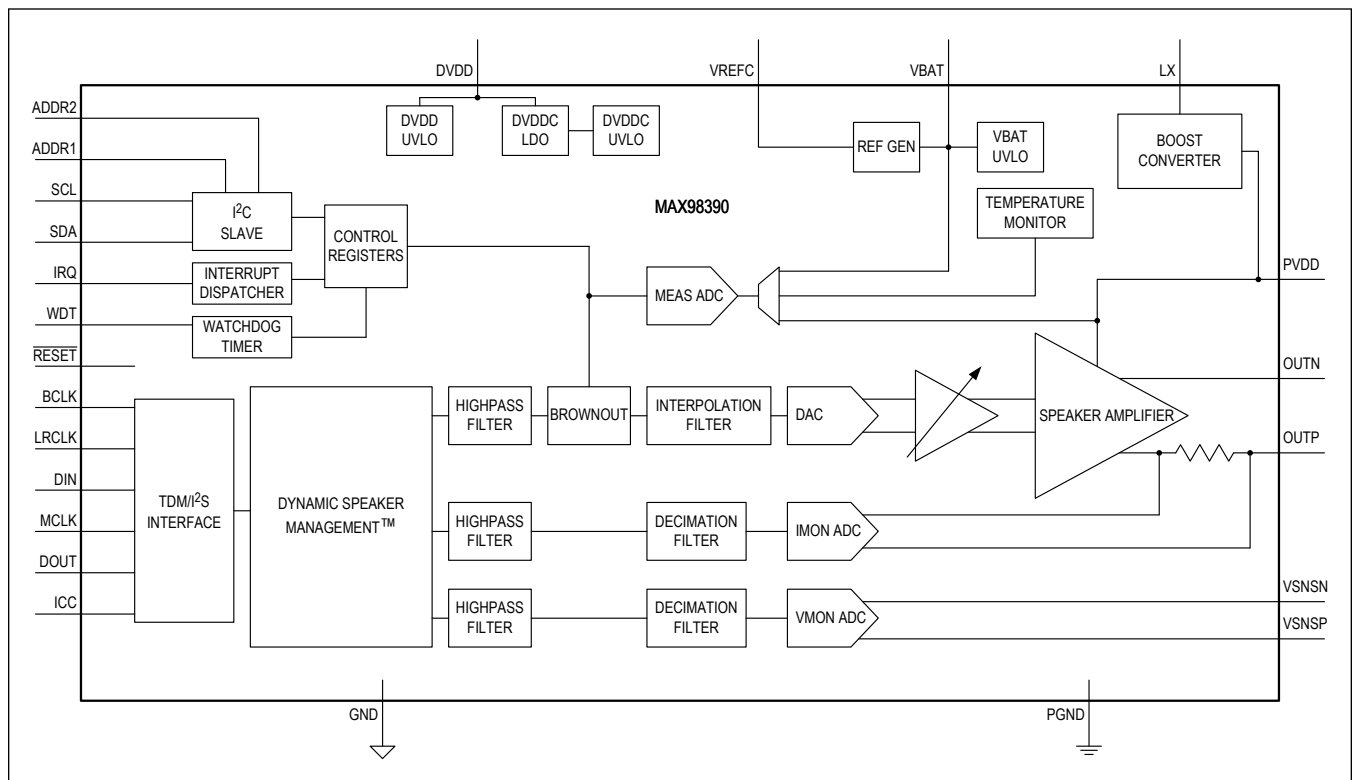 DVDD
VREFC
VBAT
LX
ADDR2
ADDR1
SCL
SDA
IRQ
WDT
RESET
BCLK
LRCLK
DIN
MCLK
DOUT
ICC
DVDD
UVLO
DVDDC
LDO
DVDDC
UVLO
REF GEN
VBAT
UVLO
BOOST
CONVERTER
MAX98390
TEMPERATURE
MONITOR
I²C
SLAVE
CONTROL
REGISTERS
INTERRUPT
DISPATCHER
WATCHDOG
TIMER
MEAS ADC
PVDD
OUTN
OUTP
VSNSN
VSNSP
TDM/I²S
INTERFACE
DYNAMIC SPEAKER
MANAGEMENT™
HIGHPASS
FILTER
BROWNOUT
INTERPOLATION
FILTER
DAC
SPEAKER AMPLIFIER
HIGHPASS
FILTER
DECIMATION
FILTER
IMON ADC
HIGHPASS
FILTER
DECIMATION
FILTER
VMON ADC
GND
PGND